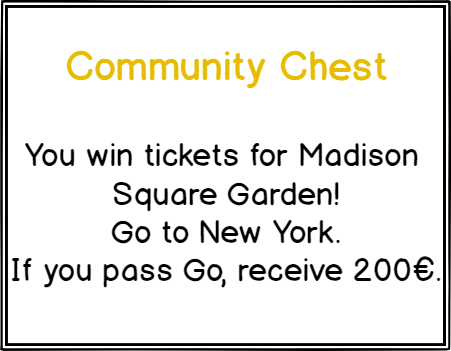 Community Chest
You win tickets for Madison
Square Garden!
Go to New York.
If you pass Go, receive 200€.